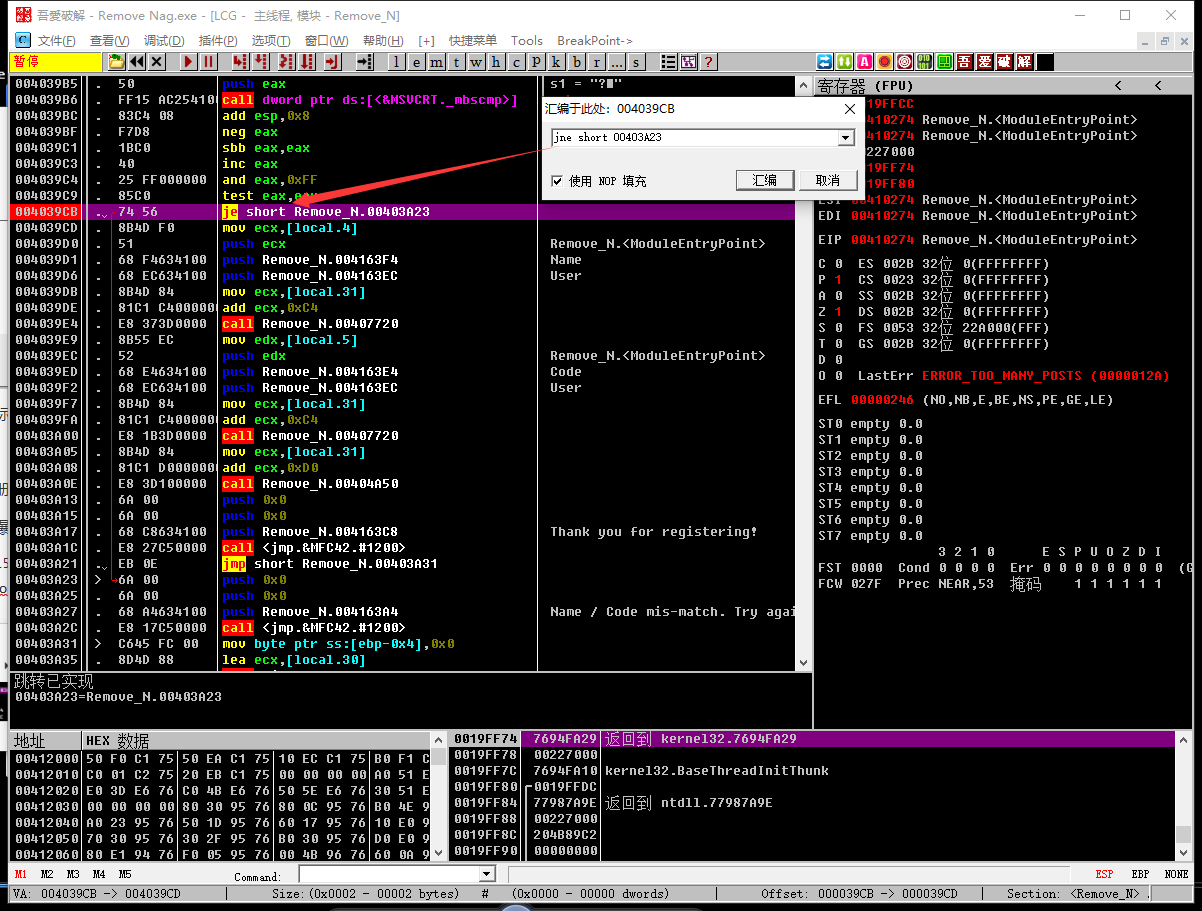 吾愛破解 - Remove Nag.exe - [LCG - 主线程, 模块 - Remove_N]
文件(F) 查看(V) 调试(D) 插件(P) 选项(T) 窗口(W) 帮助(H) [+] 快捷菜单 Tools BreakPoint->
暂停 l e m t w h c P k b r ... s ? 吾 爱 破 解
004039B5 . 50 push eax s1 = "?
004039B6 . FF15 AC254100 call dword ptr ds:[<&MSVCRT._mbscmp>]
004039BC . 83C4 08 add esp,0x8
004039BF . F7D8 neg eax
004039C1 . 1BC0 sbb eax,eax
004039C3 . 40 inc eax
004039C4 . 25 FF000000 and eax,0xFF
004039C9 . 85C0 test eax,eax
004039CB . 74 56 je short Remove_N.00403A23
004039CD . 8B4D F0 mov ecx,[local.4]
004039D0 . 51 push ecx Remove_N.<ModuleEntryPoint>
004039D1 . 68 F4634100 push Remove_N.004163F4 Name
004039D6 . 68 EC634100 push Remove_N.004163EC User
004039DB . 8B4D 84 mov ecx,[local.31]
004039DE . 81C1 C4000000 add ecx,0xC4
004039E4 . E8 373D0000 call Remove_N.00407720
004039E9 . 8B55 EC mov edx,[local.5]
004039EC . 52 push edx Remove_N.<ModuleEntryPoint>
004039ED . 68 E4634100 push Remove_N.004163E4 Code
004039F2 . 68 EC634100 push Remove_N.004163EC User
004039F7 . 8B4D 84 mov ecx,[local.31]
004039FA . 81C1 C4000000 add ecx,0xC4
00403A00 . E8 1B3D0000 call Remove_N.00407720
00403A05 . 8B4D 84 mov ecx,[local.31]
00403A08 . 81C1 D0000000 add ecx,0xD0
00403A0E . E8 3D100000 call Remove_N.00404A50
00403A13 . 6A 00 push 0x0
00403A15 . 6A 00 push 0x0
00403A17 . 68 C8634100 push Remove_N.004163C8 Thank you for registering!
00403A1C . E8 27C50000 call <jmp.&MFC42.#1200>
00403A21 . EB 0E jmp short Remove_N.00403A31
00403A23 > 6A 00 push 0x0
00403A25 . 6A 00 push 0x0
00403A27 . 68 A4634100 push Remove_N.004163A4 Name / Code mis-match. Try agai
00403A2C . E8 17C50000 call <jmp.&MFC42.#1200>
00403A31 > C645 FC 00 mov byte ptr ss:[ebp-0x4],0x0
00403A35 . 8D4D 88 lea ecx,[local.30]
汇编于此处: 004039CB
jne short 00403A23
使用 NOP 填充 汇编 取消
寄存器 (FPU) < <
19FFCC
410274 Remove_N.<ModuleEntryPoint>
410274 Remove_N.<ModuleEntryPoint>
227000
19FF74
19FF80
ESI 00410274 Remove_N.<ModuleEntryPoint>
EDI 00410274 Remove_N.<ModuleEntryPoint>
EIP 00410274 Remove_N.<ModuleEntryPoint>
C 0 ES 002B 32位 0(FFFFFFFF)
P 1 CS 0023 32位 0(FFFFFFFF)
A 0 SS 002B 32位 0(FFFFFFFF)
Z 1 DS 002B 32位 0(FFFFFFFF)
S 0 FS 0053 32位 22A000(FFF)
T 0 GS 002B 32位 0(FFFFFFFF)
D 0
O 0 LastErr ERROR_TOO_MANY_POSTS (0000012A)
EFL 00000246 (NO,NB,E,BE,NS,PE,GE,LE)
ST0 empty 0.0
ST1 empty 0.0
ST2 empty 0.0
ST3 empty 0.0
ST4 empty 0.0
ST5 empty 0.0
ST6 empty 0.0
ST7 empty 0.0
3 2 1 0 E S P U O Z D I
FST 0000 Cond 0 0 0 0 Err 0 0 0 0 0 0 0 0 (G
FCW 027F Prec NEAR,53 掩码 1 1 1 1 1 1
跳转已实现
00403A23=Remove_N.00403A23
地址 HEX 数据
00412000 50 F0 C1 75 50 EA C1 75 10 EC C1 75 B0 F1 C
00412010 C0 01 C2 75 20 EB C1 75 00 00 00 00 A0 51 E
00412020 E0 3D E6 76 C0 4B E6 76 50 5E E6 76 30 51 E
00412030 00 00 00 00 80 30 95 76 80 0C 95 76 B0 4E 9
00412040 A0 23 95 76 50 1D 95 76 60 17 95 76 10 E0 9
00412050 70 30 95 76 30 2F 95 76 B0 30 95 76 D0 E0 9
00412060 80 E1 94 76 F0 05 95 76 00 4B 96 76 60 0A 9
0019FF74 7694FA29 返回到 kernel32.7694FA29
0019FF78 00227000
0019FF7C 7694FA10 kernel32.BaseThreadInitThunk
0019FF80 0019FFDC
0019FF84 77987A9E 返回到 ntdll.77987A9E
0019FF88 00227000
0019FF8C 204B89C2
0019FF90 00000000
M1 M2 M3 M4 M5 Command: ESP EBP NONE
VA: 004039CB -> 004039CD Size:(0x0002 - 00002 bytes) # (0x0000 - 00000 dwords) Offset: 000039CB -> 000039CD Section: <Remove_N>